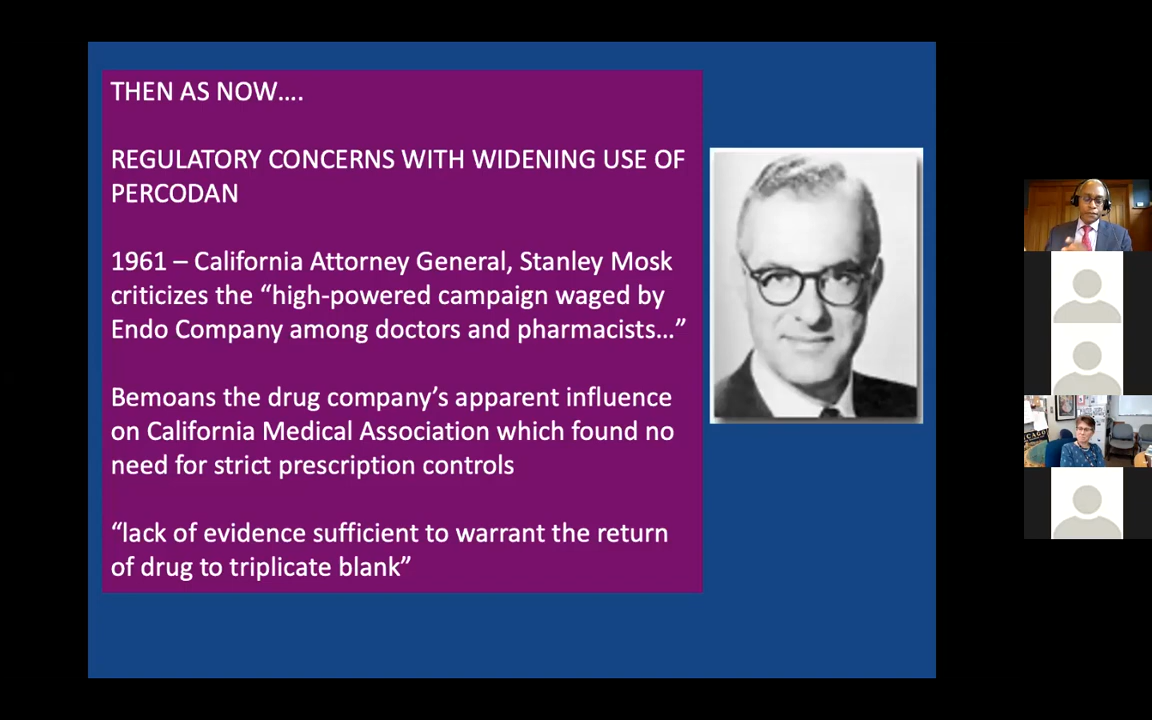 THEN AS NOW....
REGULATORY CONCERNS WITH WIDENING USE OF
PERCODAN
1961 – California Attorney General, Stanley Mosk
criticizes the “high-powered campaign waged by
Endo Company among doctors and pharmacists...”
Bemoans the drug company’s apparent influence
on California Medical Association which found no
need for strict prescription controls
“lack of evidence sufficient to warrant the return
of drug to triplicate blank”